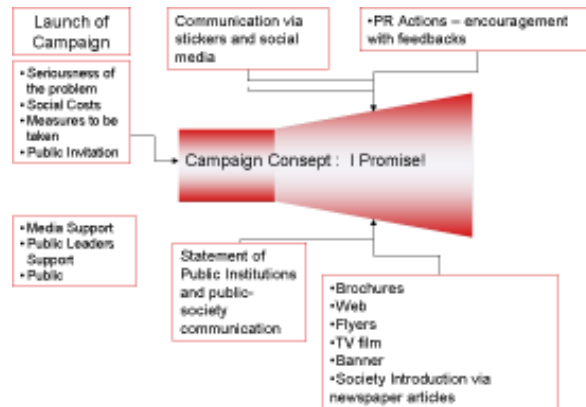 Launch of
Campaign
•Seriousness of
the problem
•Social Costs
•Measures to be
taken
•Public Invitation
Communication via
stickers and social
media
•PR Actions – encouragement
with feedbacks
Campaign Consept : I Promise!
•Media Support
•Public Leaders
Support
•Public
Statement of
Public Institutions
and public-
society
communication
•Brochures
•Web
•Flyers
•TV film
•Banner
•Society Introduction via
newspaper articles